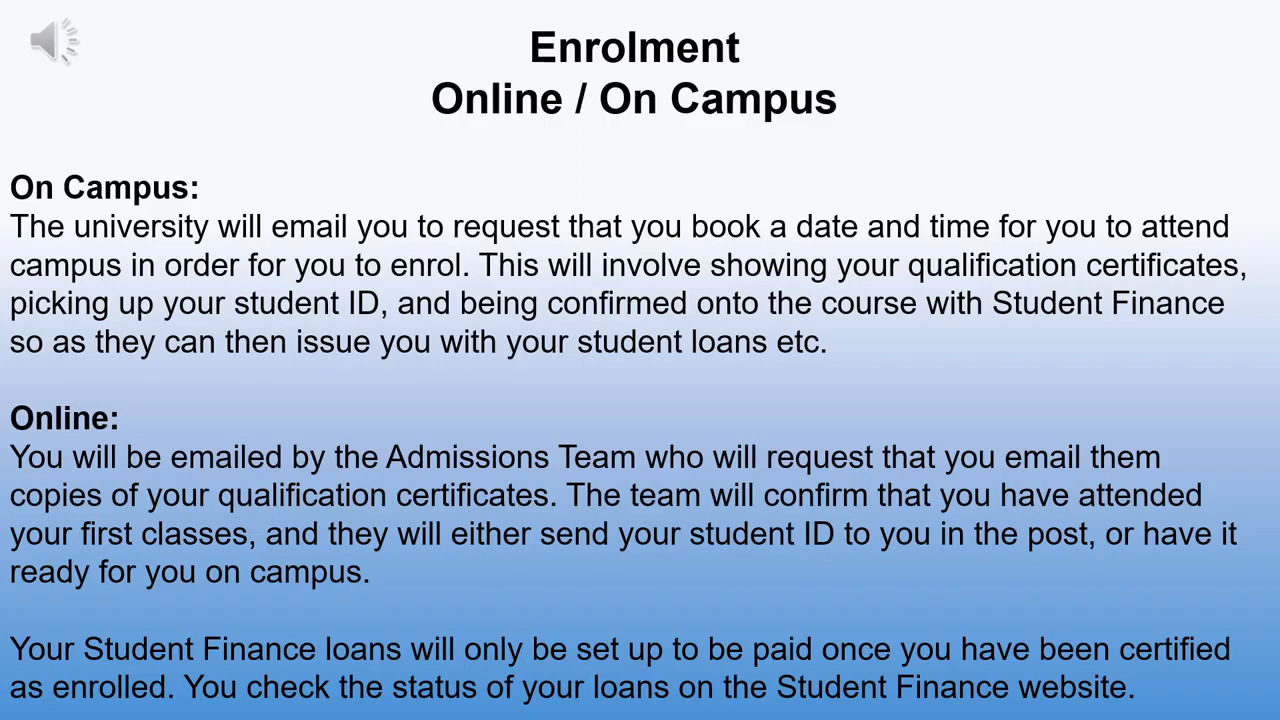 Enrolment
Online / On Campus
On Campus:
The university will email you to request that you book a date and time for you to attend
campus in order for you to enrol. This will involve showing your qualification certificates,
picking up your student ID, and being confirmed onto the course with Student Finance
so as they can then issue you with your student loans etc.
Online:
You will be emailed by the Admissions Team who will request that you email them
copies of your qualification certificates. The team will confirm that you have attended
your first classes, and they will either send your student ID to you in the post, or have it
ready for you on campus.
Your Student Finance loans will only be set up to be paid once you have been certified
as enrolled. You check the status of your loans on the Student Finance website.